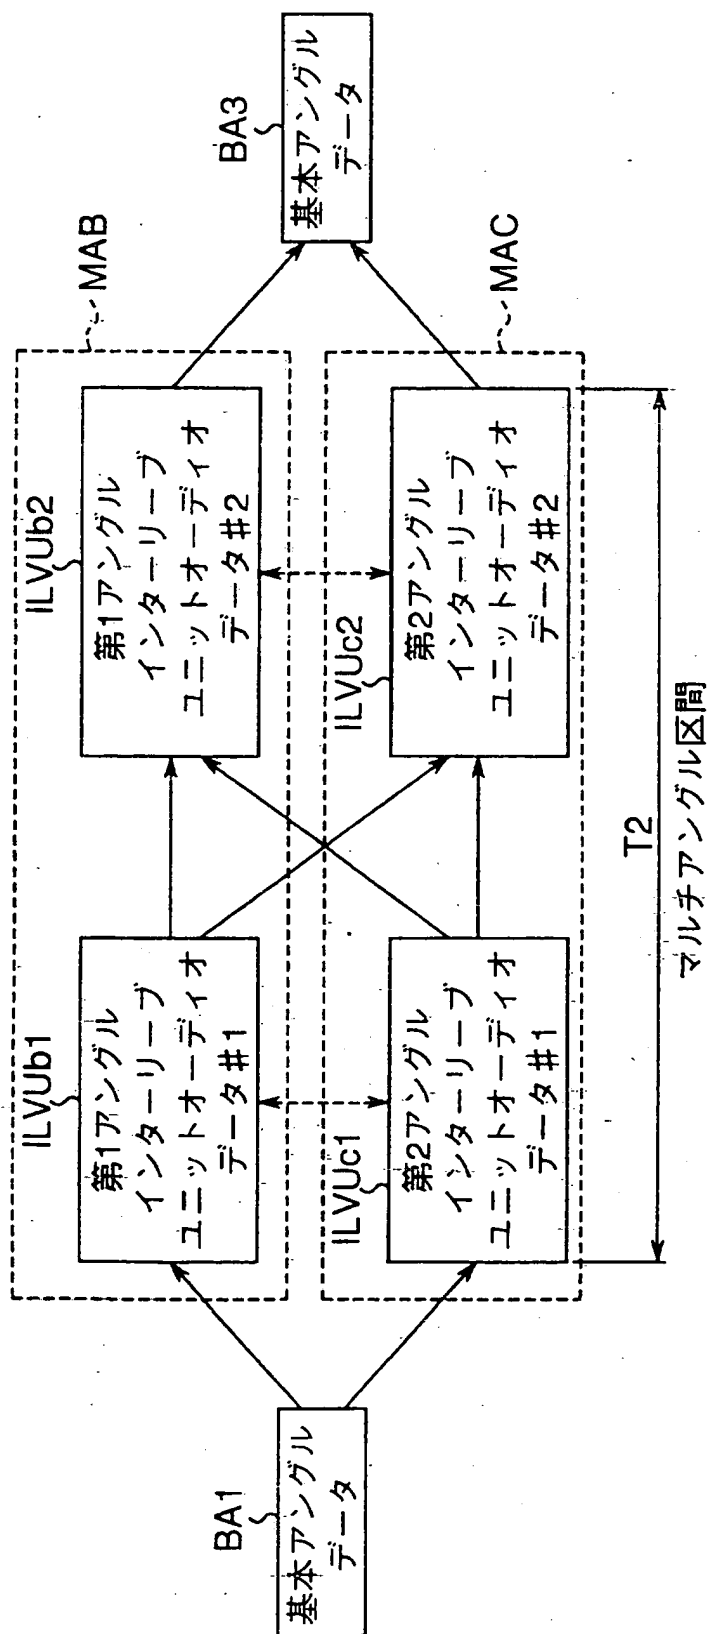 BA1
基本アングル
データ
MAB
ILVUb1
第1アングル
インターリーブ
ユニットオーディオ
データ#1
ILVUb2
第1アングル
インターリーブ
ユニットオーディオ
データ#2
BA3
基本アングル
データ
ILVUc1
第2アングル
インターリーブ
ユニットオーディオ
データ#1
ILVUc2
第2アングル
インターリーブ
ユニットオーディオ
データ#2
MAC
T2
マルチアングル区間